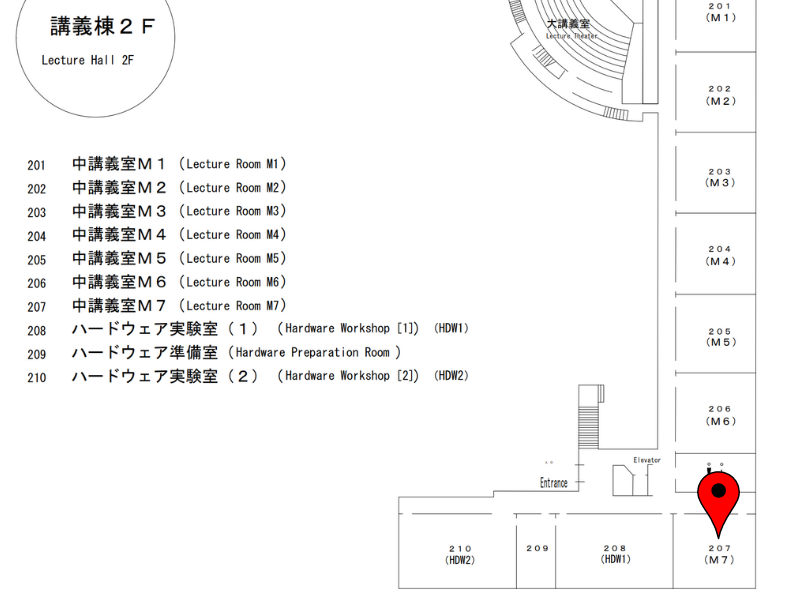 講義棟２Ｆ
Lecture Hall 2F
大講義室
Lecture Theater
201 中講義室Ｍ１（Lecture Room M1）
202 中講義室Ｍ２（Lecture Room M2）
203 中講義室Ｍ３（Lecture Room M3）
204 中講義室Ｍ４（Lecture Room M4）
205 中講義室Ｍ５（Lecture Room M5）
206 中講義室Ｍ６（Lecture Room M6）
207 中講義室Ｍ７（Lecture Room M7）
208 ハードウェア実験室（１）（Hardware Workshop [1]）（HDW1）
209 ハードウェア準備室（Hardware Preparation Room ）
210 ハードウェア実験室（２）（Hardware Workshop [2]）（HDW2）
２０１
（Ｍ１）
２０２
（Ｍ２）
２０３
（Ｍ３）
２０４
（Ｍ４）
２０５
（Ｍ５）
２０６
（Ｍ６）
Elevator
Entrance
２１０
(HDW2)
２０９
２０８
(HDW1)
２０７
（Ｍ７）